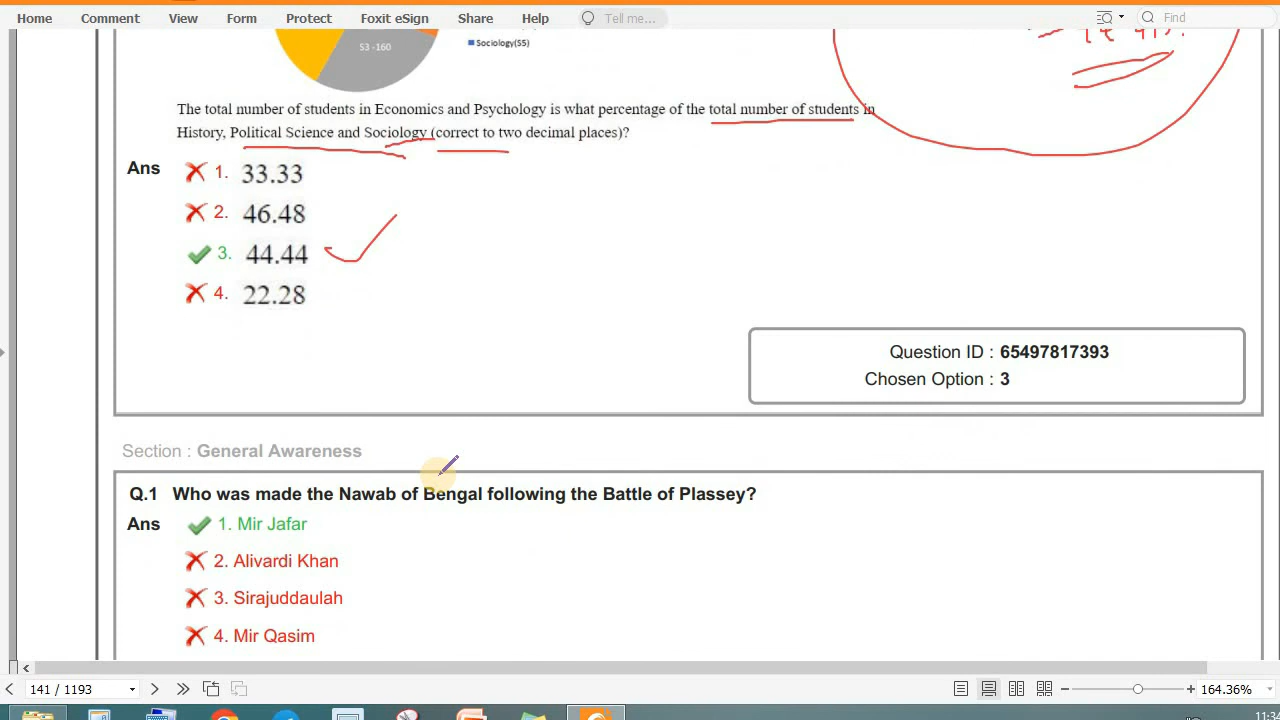 Home Comment View Form Protect Foxit eSign Share Help Tell me... Find
S3 -160
Sociology(S5)
The total number of students in Economics and Psychology is what percentage of the total number of students in
History, Political Science and Sociology (correct to two decimal places)?
Ans
1. 33.33
2. 46.48
3. 44.44
4. 22.28
Question ID : 65497817393
Chosen Option : 3
Section : General Awareness
Q.1 Who was made the Nawab of Bengal following the Battle of Plassey?
Ans
1. Mir Jafar
2. Alivardi Khan
3. Sirajuddaulah
4. Mir Qasim
141 / 1193
164.36%